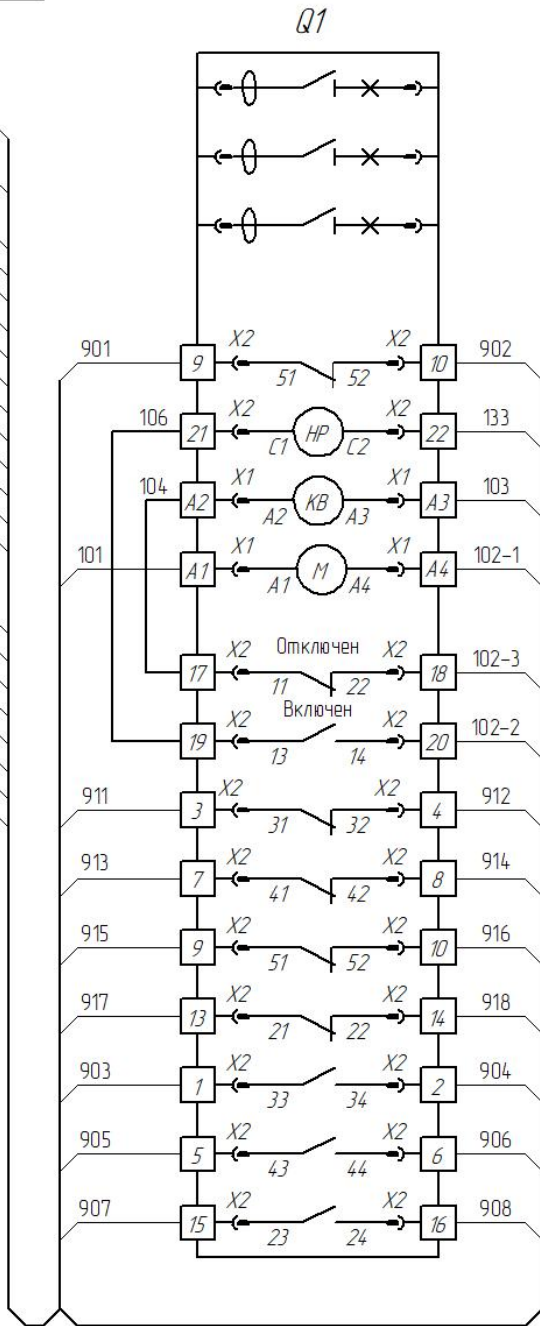 Q1
901 9 X2 51 52 X2 10 902
106 21 X2 C1 HP C2 X2 22 133
104 A2 X1 A2 КВ A3 X1 A3 103
101 A1 X1 A1 М A4 X1 A4 102-1
Отключен
17 X2 11 22 X2 18 102-3
Включен
19 X2 13 14 X2 20 102-2
911 3 X2 31 32 X2 4 912
913 7 X2 41 42 X2 8 914
915 9 X2 51 52 X2 10 916
917 13 X2 21 22 X2 14 918
903 1 X2 33 34 X2 2 904
905 5 X2 43 44 X2 6 906
907 15 X2 23 24 X2 16 908